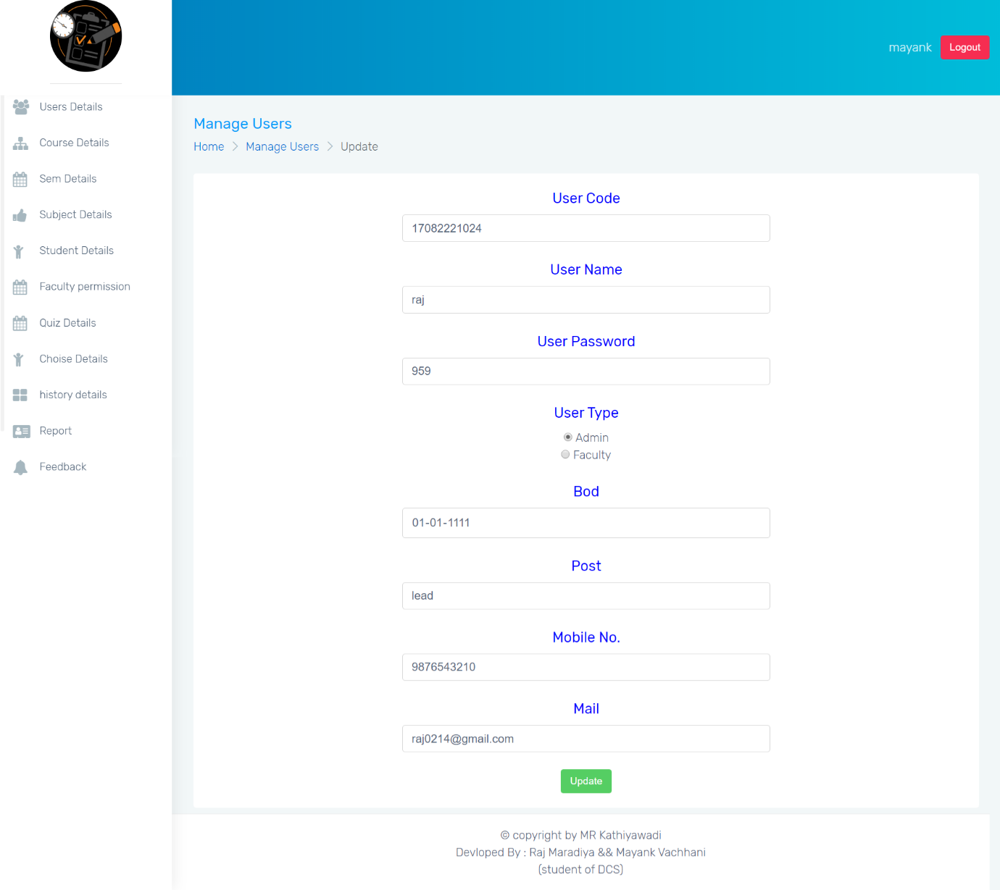 mayank
Logout
Users Details
Course Details
Sem Details
Subject Details
Student Details
Faculty permission
Quiz Details
Choise Details
history details
Report
Feedback
Manage Users
Home > Manage Users > Update
User Code
17082221024
User Name
raj
User Password
959
User Type
Admin
Faculty
Bod
01-01-1111
Post
lead
Mobile No.
9876543210
Mail
raj0214@gmail.com
Update
© copyright by MR Kathiyawadi
Devloped By : Raj Maradiya && Mayank Vachhani
(student of DCS)